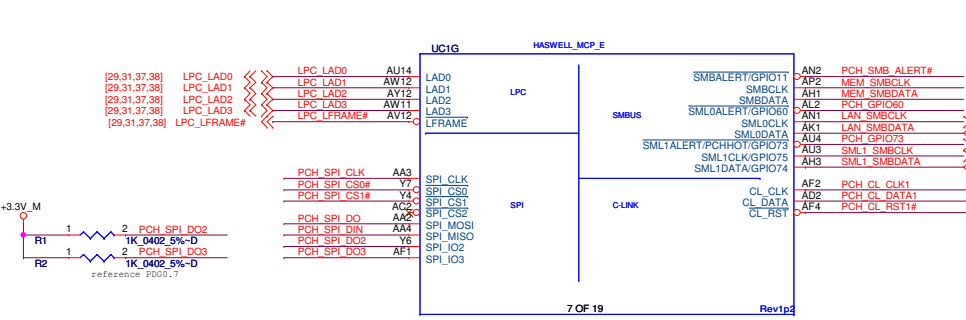 UC1G HASWELL_MCP_E
[29,31,37,38] LPC_LAD0 LPC_LAD0 AU14 LAD0
[29,31,37,38] LPC_LAD1 LPC_LAD1 AW12 LAD1
[29,31,37,38] LPC_LAD2 LPC_LAD2 AY12 LAD2
[29,31,37,38] LPC_LAD3 LPC_LAD3 AW11 LAD3
[29,31,37,38] LPC_LFRAME# LPC_LFRAME# AV12 LFRAME
LPC
SMBUS
SMBALERT/GPIO11 AN2 PCH_SMB_ALERT#
SMBCLK AP2 MEM_SMBCLK
SMBDATA AH1 MEM_SMBDATA
SML0ALERT/GPIO60 AL2 PCH_GPIO60
SML0CLK AN1 LAN_SMBCLK
SML0DATA AK1 LAN_SMBDATA
SML1ALERT/PCHHOT/GPIO73 AU4 PCH_GPIO73
SML1CLK/GPIO75 AU3 SML1_SMBCLK
SML1DATA/GPIO74 AH3 SML1_SMBDATA
PCH_SPI_CLK AA3 SPI_CLK
PCH_SPI_CS0# Y7 SPI_CS0
PCH_SPI_CS1# Y4 SPI_CS1
AC2 SPI_CS2
PCH_SPI_DO AA2 SPI_MOSI
PCH_SPI_DIN AA4 SPI_MISO
PCH_SPI_DO2 Y6 SPI_IO2
PCH_SPI_DO3 AF1 SPI_IO3
SPI
C-LINK
CL_CLK AF2 PCH_CL_CLK1
CL_DATA AD2 PCH_CL_DATA1
CL_RST AF4 PCH_CL_RST1#
+3.3V_M
1 2 PCH_SPI_DO2
R1 1K_0402_5%~D
1 2 PCH_SPI_DO3
R2 1K_0402_5%~D
reference PDG0.7
7 OF 19
Rev1p2